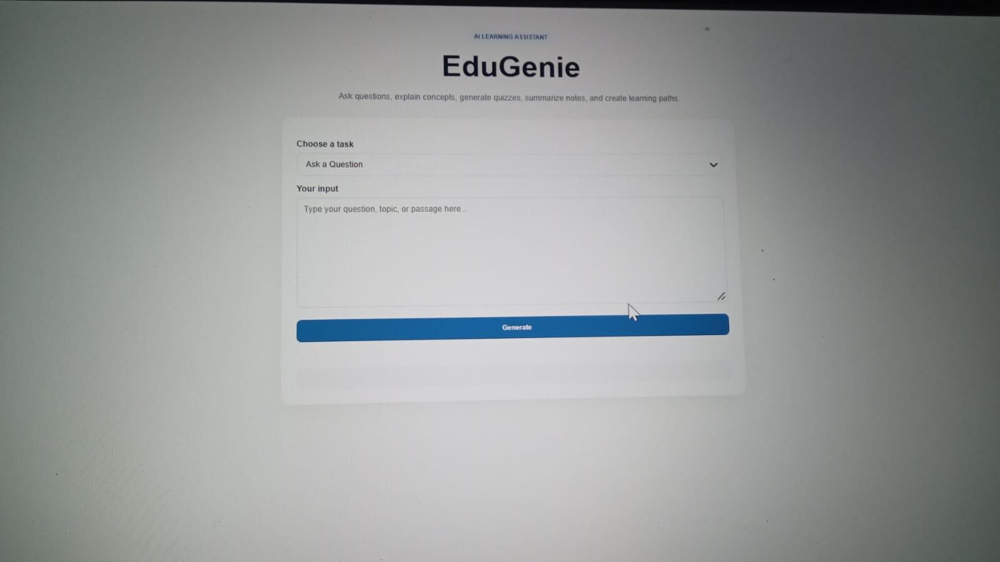 AI LEARNING ASSISTANT
EduGenie
Ask questions, explain concepts, generate quizzes, summarize notes, and create learning paths.
Choose a task
Ask a Question
Your input
Type your question, topic, or passage here...
Generate